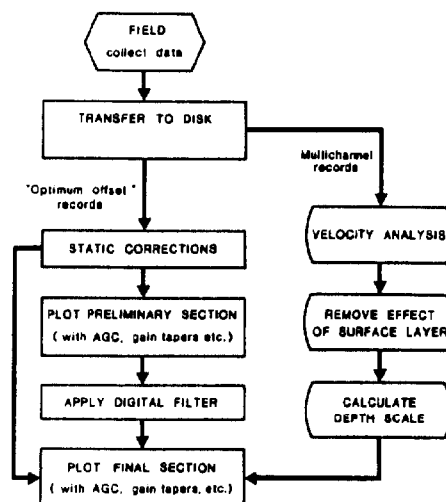 FIELD
collect data
TRANSFER TO DISK
Multichannel
records
"Optimum offset"
records
STATIC CORRECTIONS
VELOCITY ANALYSIS
PLOT PRELIMINARY SECTION
( with AGC, gain tapers etc.)
REMOVE EFFECT
OF SURFACE LAYER
APPLY DIGITAL FILTER
CALCULATE
DEPTH SCALE
PLOT FINAL SECTION
(with AGC, gain tapers, etc.)